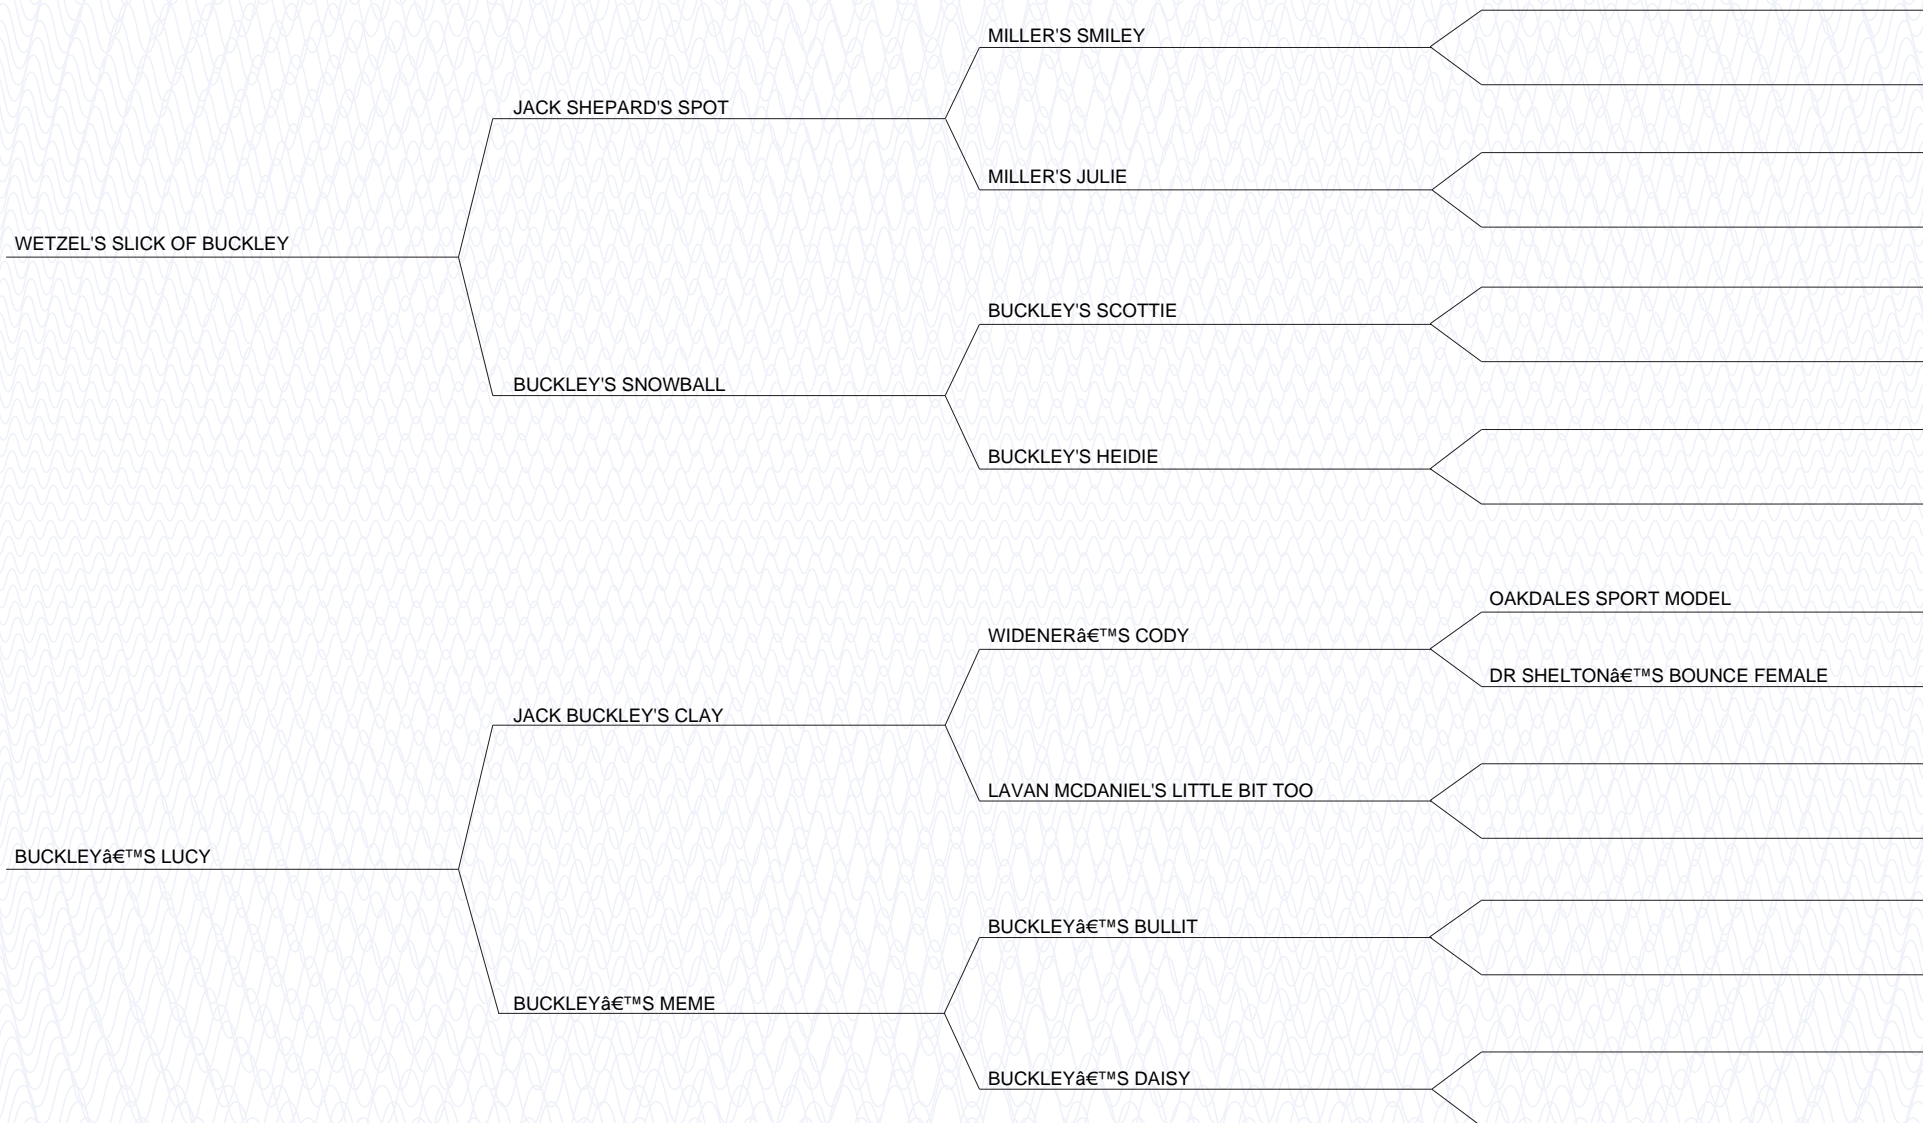 MILLER'S SMILEY
JACK SHEPARD'S SPOT
MILLER'S JULIE
WETZEL'S SLICK OF BUCKLEY
BUCKLEY'S SCOTTIE
BUCKLEY'S SNOWBALL
BUCKLEY'S HEIDIE
OAKDALES SPORT MODEL
WIDENERâ€™S CODY
DR SHELTONâ€™S BOUNCE FEMALE
JACK BUCKLEY'S CLAY
LAVAN MCDANIEL'S LITTLE BIT TOO
BUCKLEYâ€™S LUCY
BUCKLEYâ€™S BULLIT
BUCKLEYâ€™S MEME
BUCKLEYâ€™S DAISY